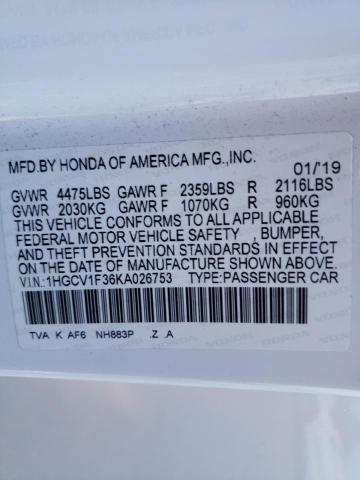 MFD.BY HONDA OF AMERICA MFG.,INC. 01/19
GVWR 4475LBS GAWR F 2359LBS R 2116LBS
GVWR 2030KG GAWR F 1070KG R 960KG
THIS VEHICLE CONFORMS TO ALL APPLICABLE
FEDERAL MOTOR VEHICLE SAFETY , BUMPER,
AND THEFT PREVENTION STANDARDS IN EFFECT
ON THE DATE OF MANUFACTURE SHOWN ABOVE.
V.I.N.:1HGCV1F36KA026753 TYPE:PASSENGER CAR
TVA K AF6 NH883P .Z .A